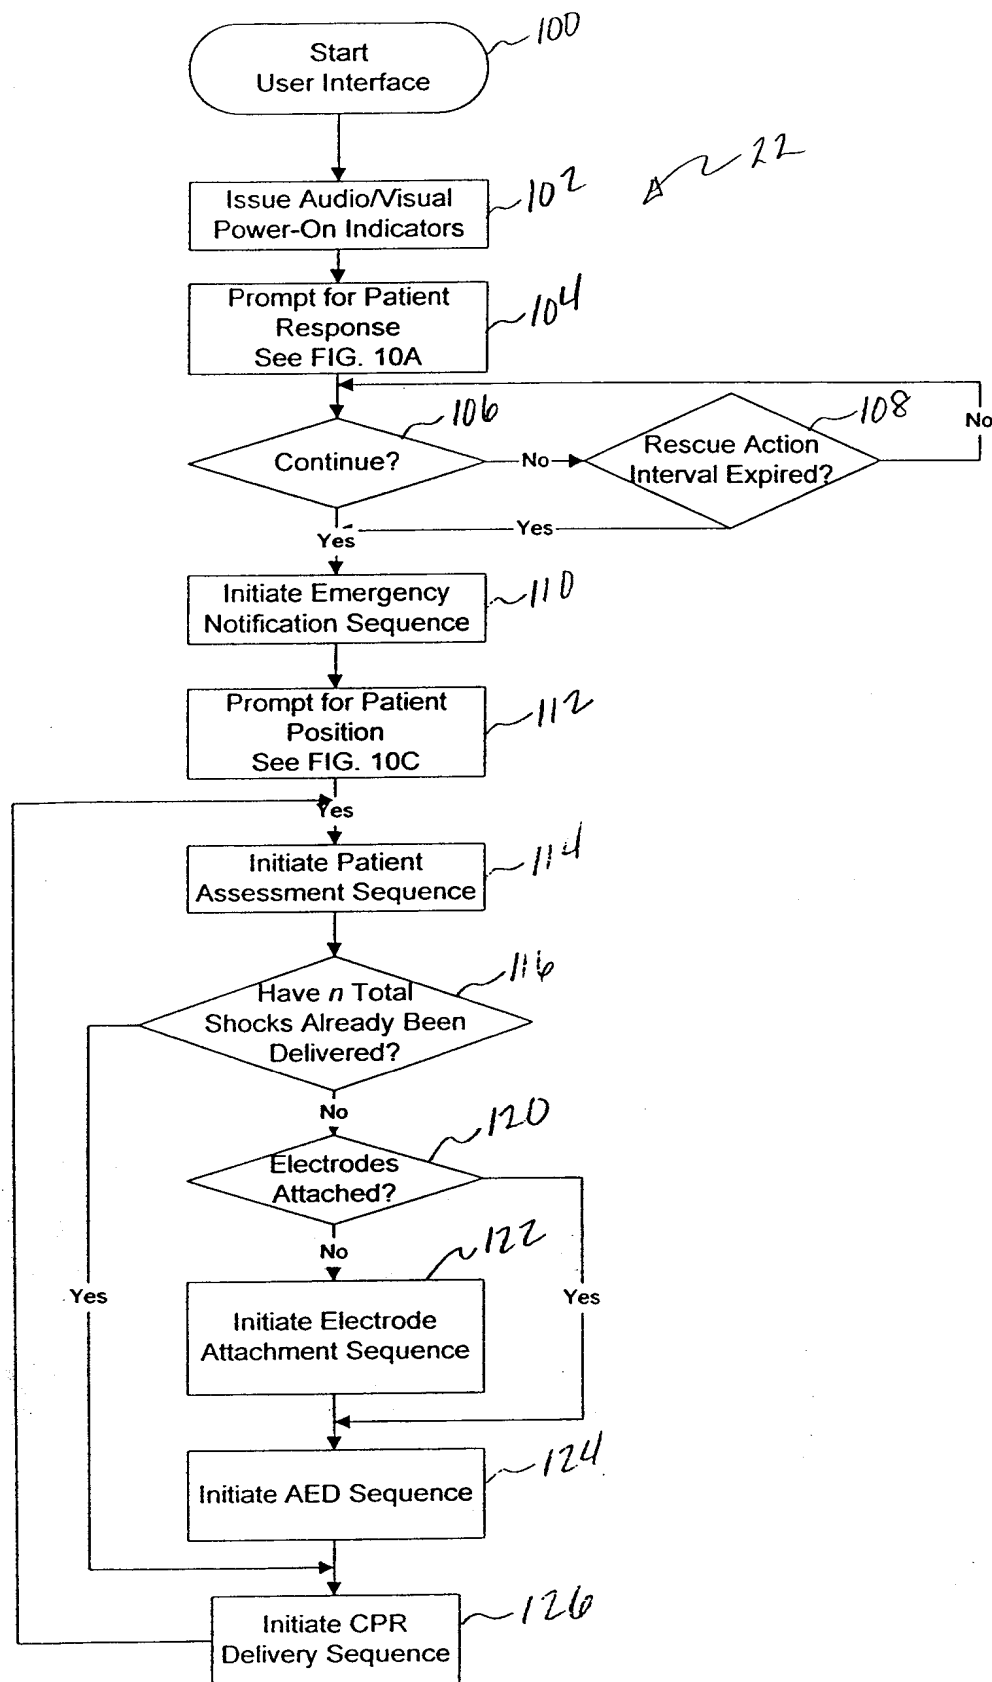 Start
User Interface
100
22
Issue Audio/Visual
Power-On Indicators
102
Prompt for Patient
Response
See FIG. 10A
104
Continue?
106
No
Rescue Action
Interval Expired?
108
No
Yes
Yes
Initiate Emergency
Notification Sequence
110
Prompt for Patient
Position
See FIG. 10C
112
Yes
Initiate Patient
Assessment Sequence
114
Have n Total
Shocks Already Been
Delivered?
116
No
Electrodes
Attached?
120
No
Yes
Yes
Initiate Electrode
Attachment Sequence
122
Initiate AED Sequence
124
Initiate CPR
Delivery Sequence
126